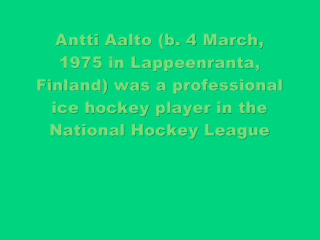 Antti Aalto (b. 4 March,
1975 in Lappeenranta,
Finland) was a professional
ice hockey player in the
National Hockey League